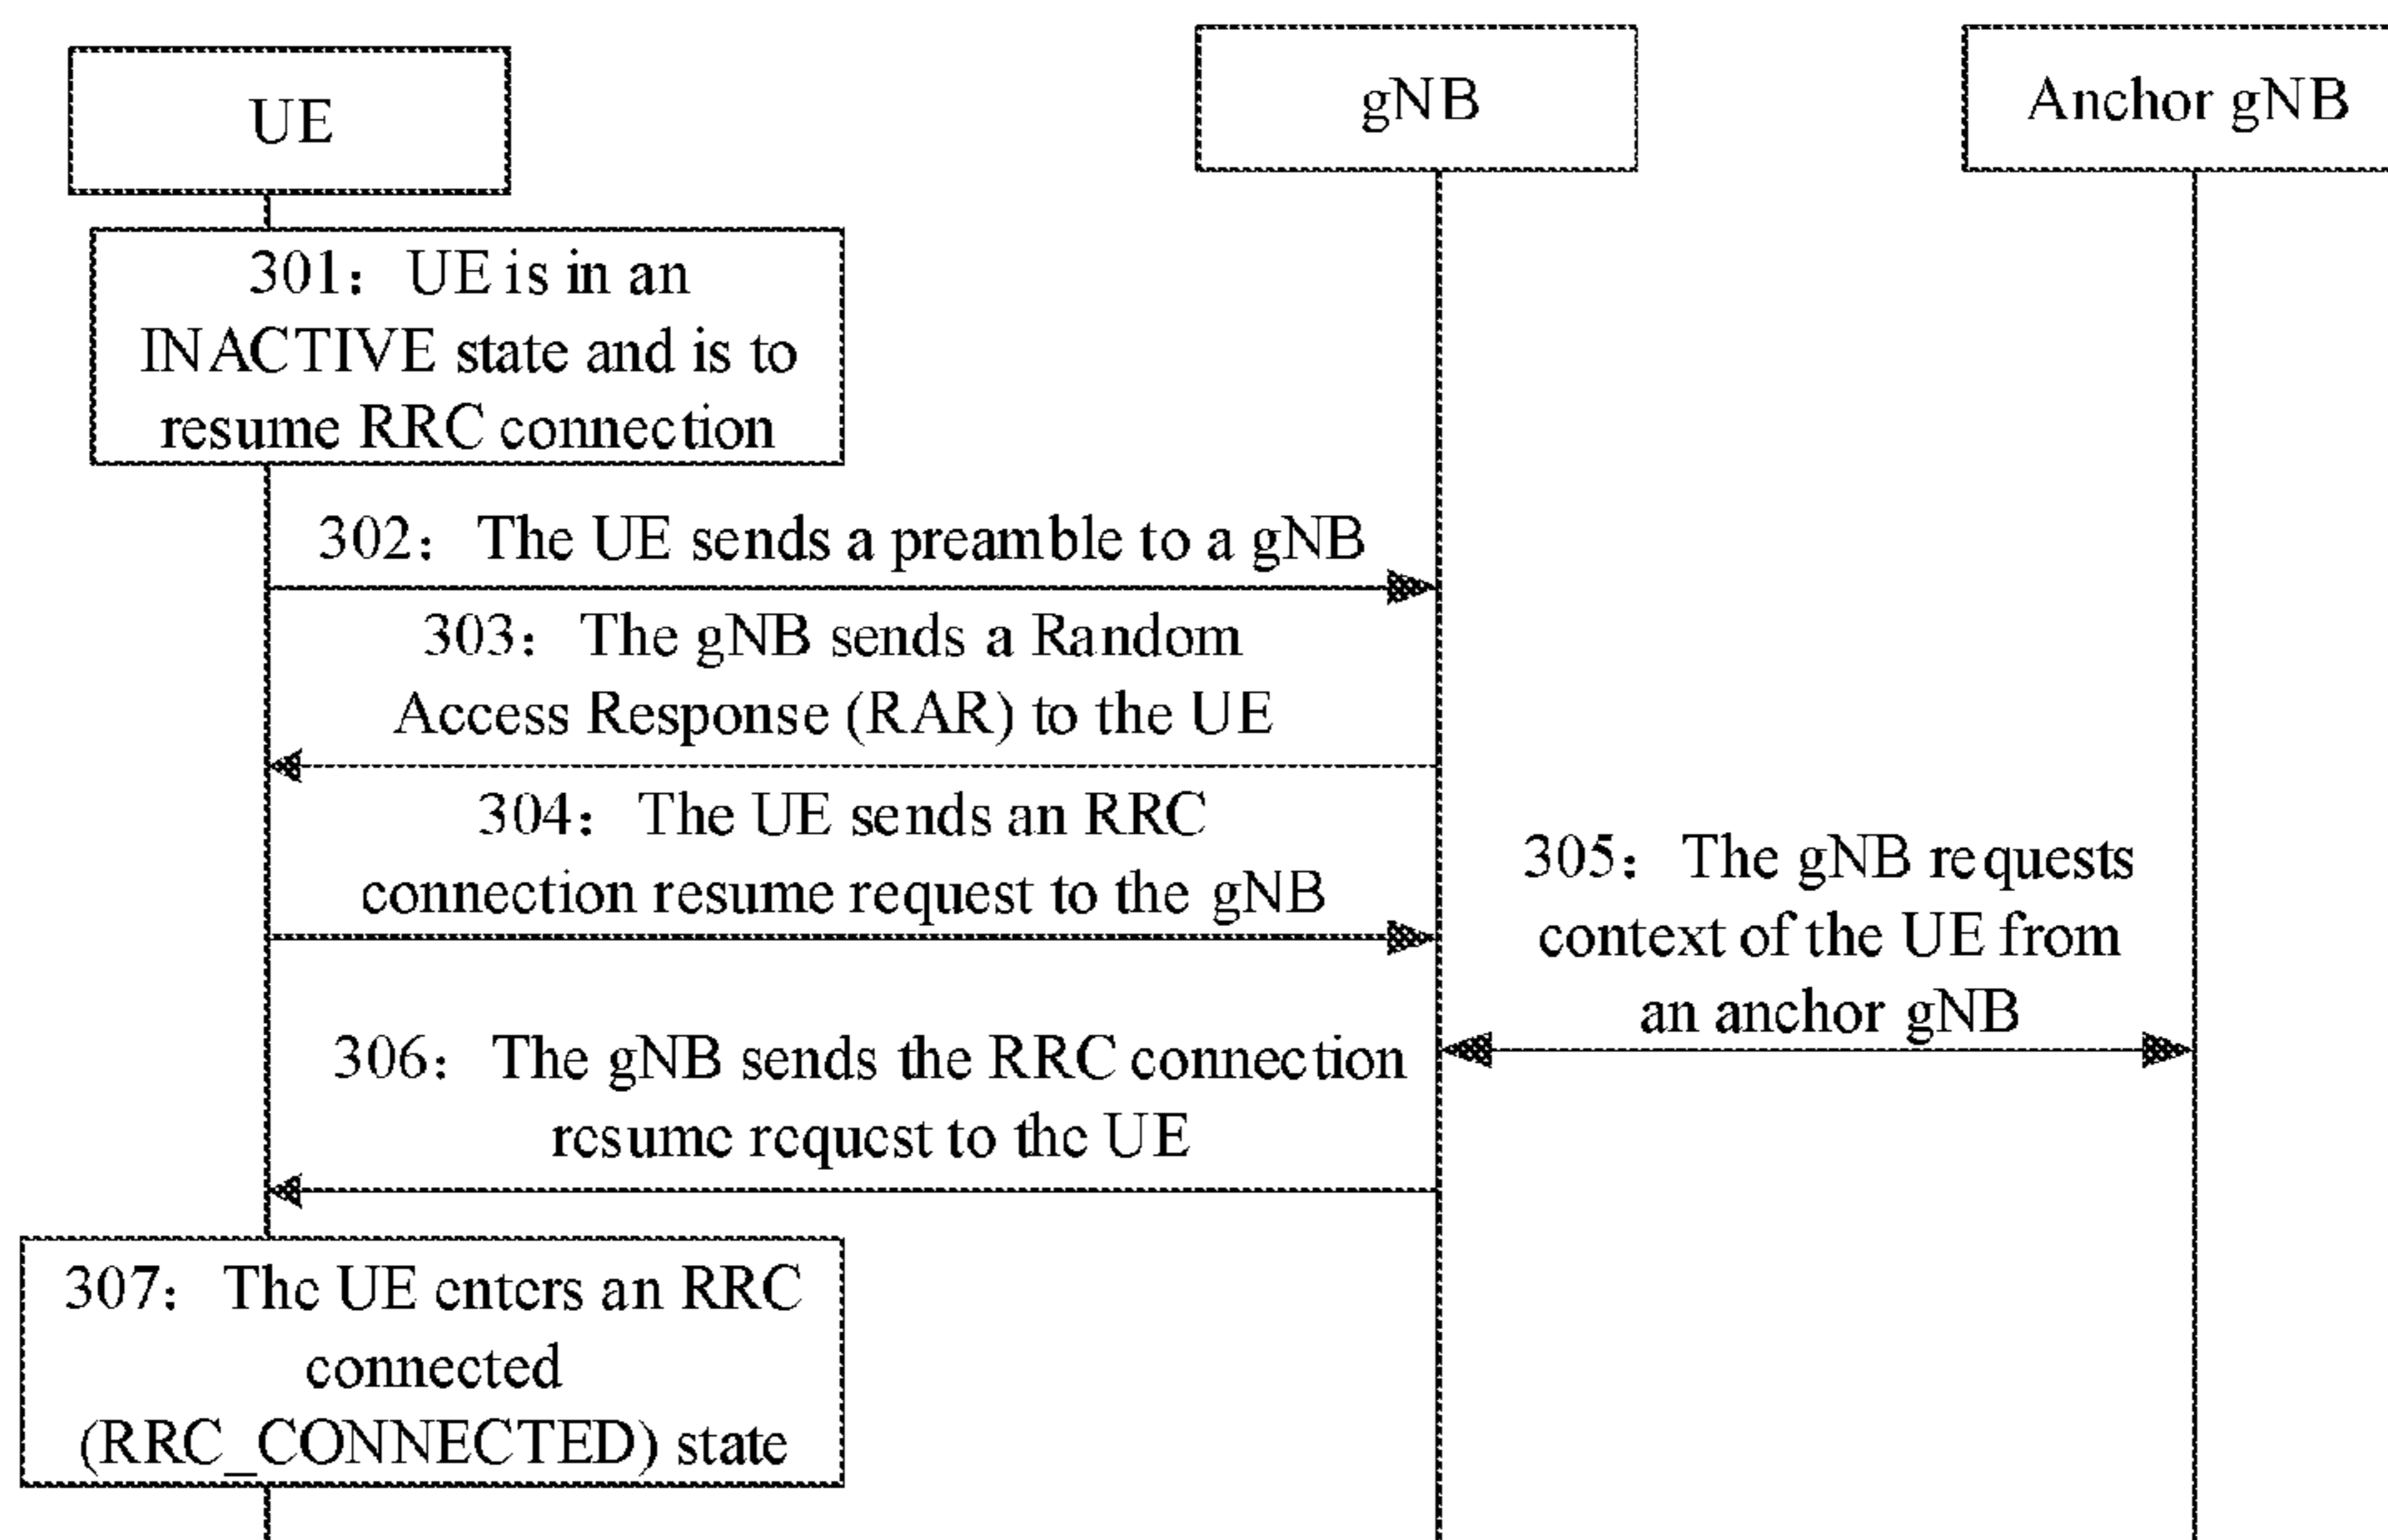 UE
gNB
Anchor gNB
301: UE is in an
INACTIVE state and is to
resume RRC connection
302: The UE sends a preamble to a gNB
303: The gNB sends a Random
Access Response (RAR) to the UE
304: The UE sends an RRC
connection resume request to the gNB
305: The gNB requests
context of the UE from
an anchor gNB
306: The gNB sends the RRC connection
resume request to the UE
307: The UE enters an RRC
connected
(RRC_CONNECTED) state